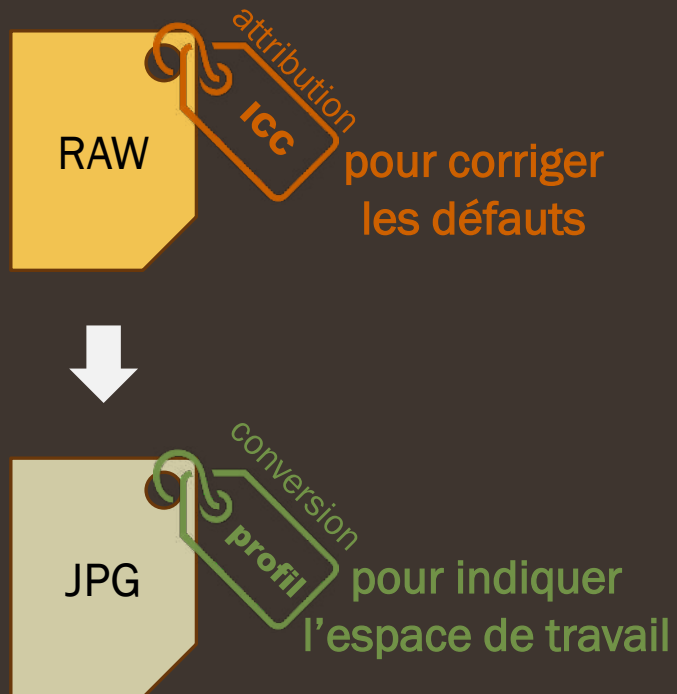 attribution
ICC
RAW
pour corriger
les défauts
conversion
profil
JPG
pour indiquer
l’espace de travail